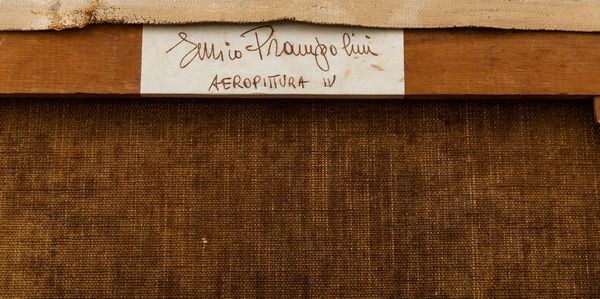 Enrico Prampolini
AEROPITTURA IV